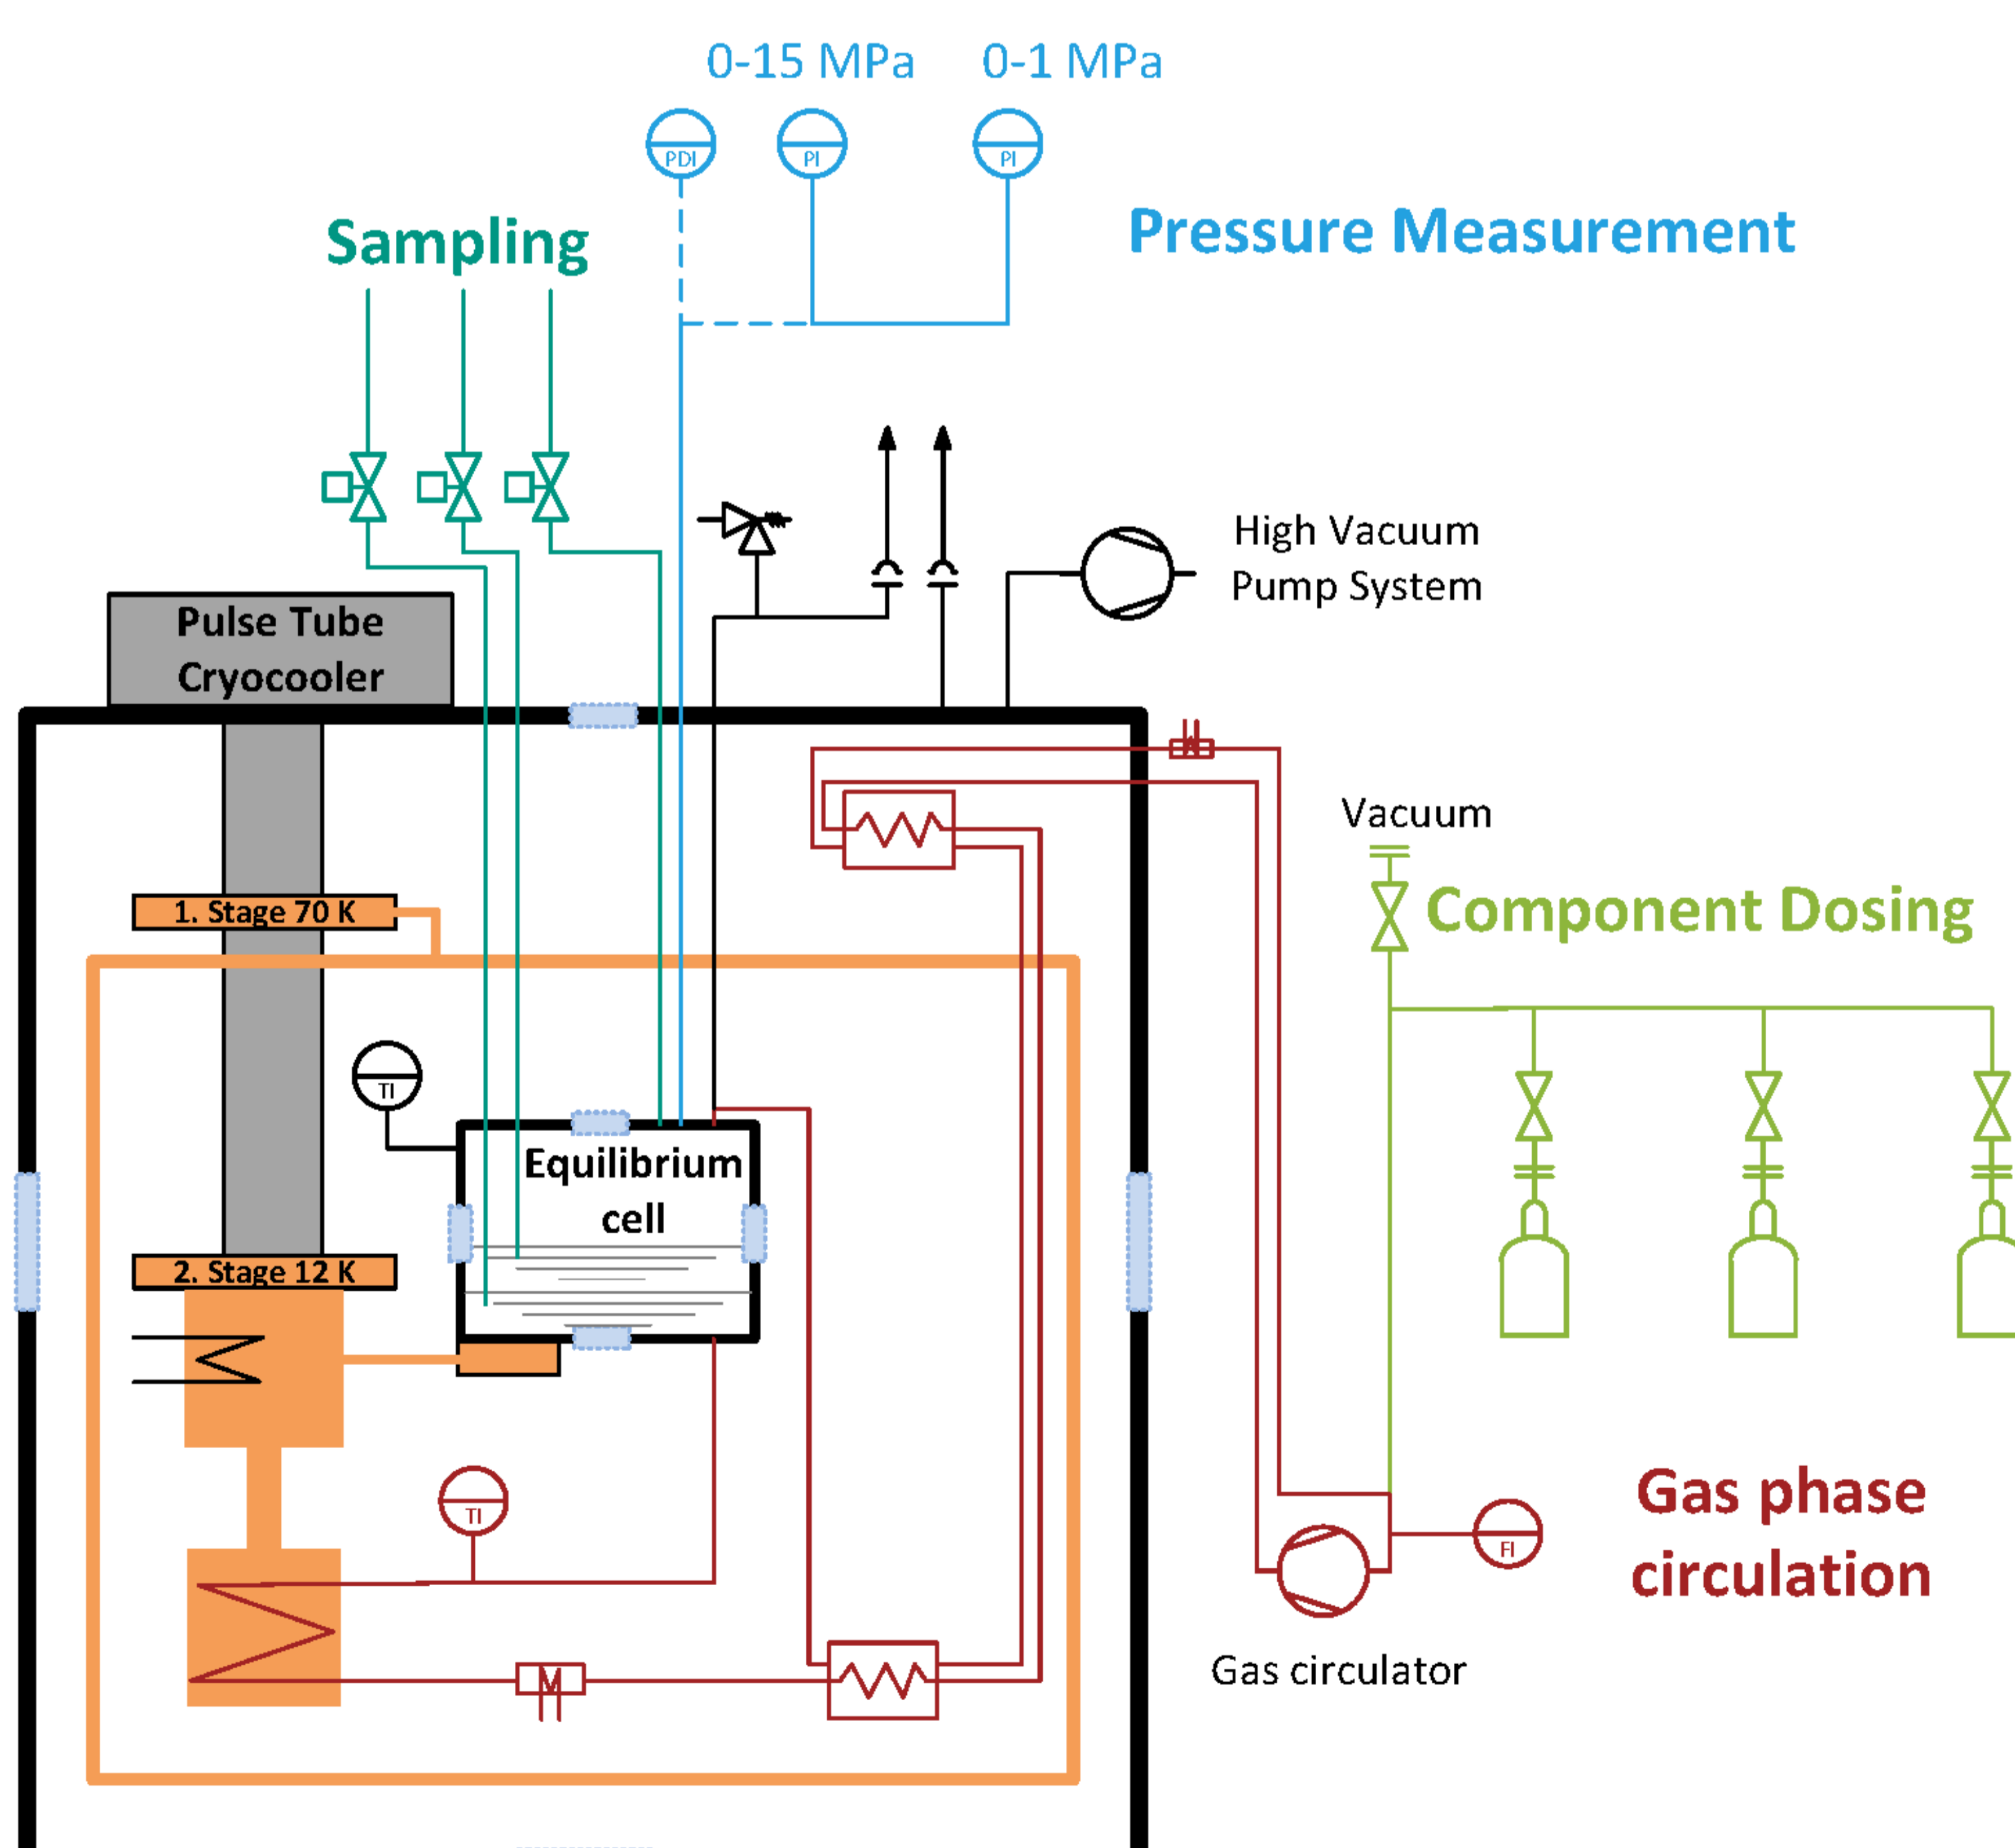 0-15 MPa
0-1 MPa
PDI
PI
PI
Sampling
Pressure Measurement
High Vacuum
Pump System
Pulse Tube
Cryocooler
Vacuum
Component Dosing
1. Stage 70 K
TI
Equilibrium
cell
2. Stage 12 K
TI
Gas phase
circulation
FI
Gas circulator